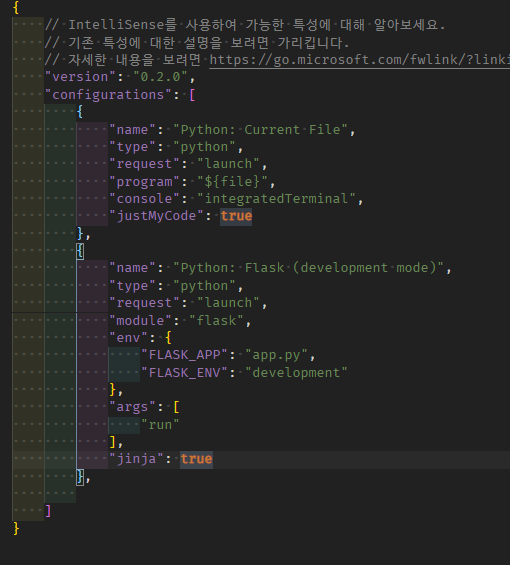 {
// IntelliSense를 사용하여 가능한 특성에 대해 알아보세요.
// 기존 특성에 대한 설명을 보려면 가리킵니다.
// 자세한 내용을 보려면 https://go.microsoft.com/fwlink/?linki
"version": "0.2.0",
"configurations": [
{
"name": "Python: Current File",
"type": "python",
"request": "launch",
"program": "${file}",
"console": "integratedTerminal",
"justMyCode": true
},
{
"name": "Python: Flask (development mode)",
"type": "python",
"request": "launch",
"module": "flask",
"env": {
"FLASK_APP": "app.py",
"FLASK_ENV": "development"
},
"args": [
"run"
],
"jinja": true
},
]
}